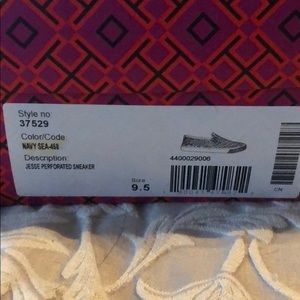 Style no
37529
Color/Code:
NAVY SEA-468
Description:
JESSE PERFORATED SNEAKER
4400029006
Size
9.5
CN